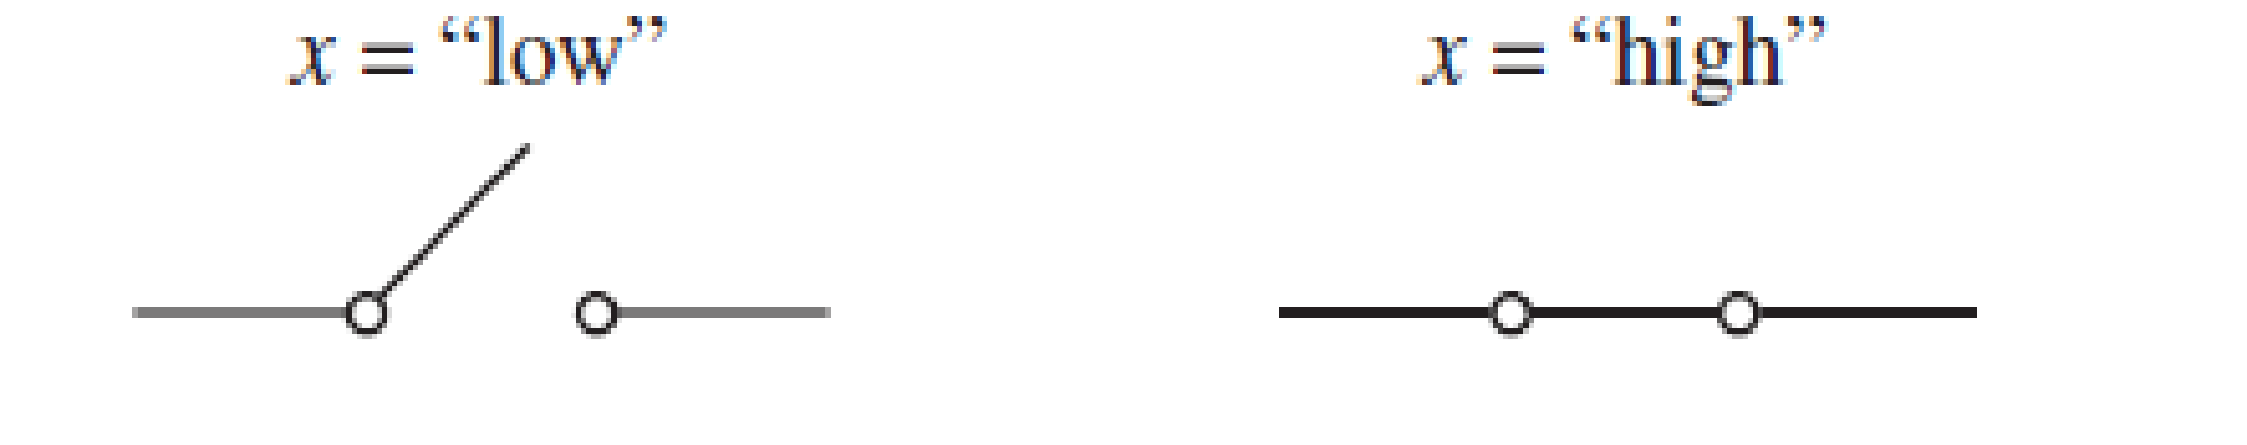 x = “low” x = “high”